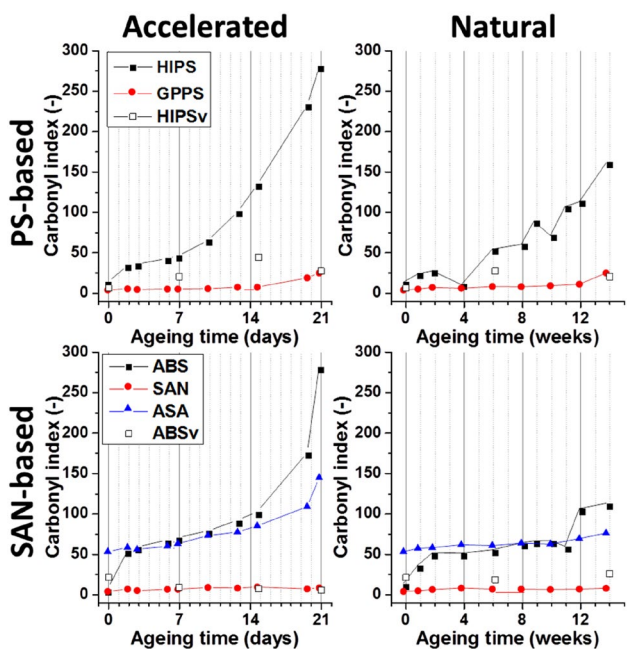 Accelerated
Natural
PS-based
Carbonyl index (-)
300
250
200
150
100
50
0
HIPS
GPPS
HIPSv
0 7 14 21
Ageing time (days)
Carbonyl index (-)
300
250
200
150
100
50
0
0 4 8 12
Ageing time (weeks)
SAN-based
Carbonyl index (-)
300
250
200
150
100
50
0
ABS
SAN
ASA
ABSv
0 7 14 21
Ageing time (days)
Carbonyl index (-)
300
250
200
150
100
50
0
0 4 8 12
Ageing time (weeks)